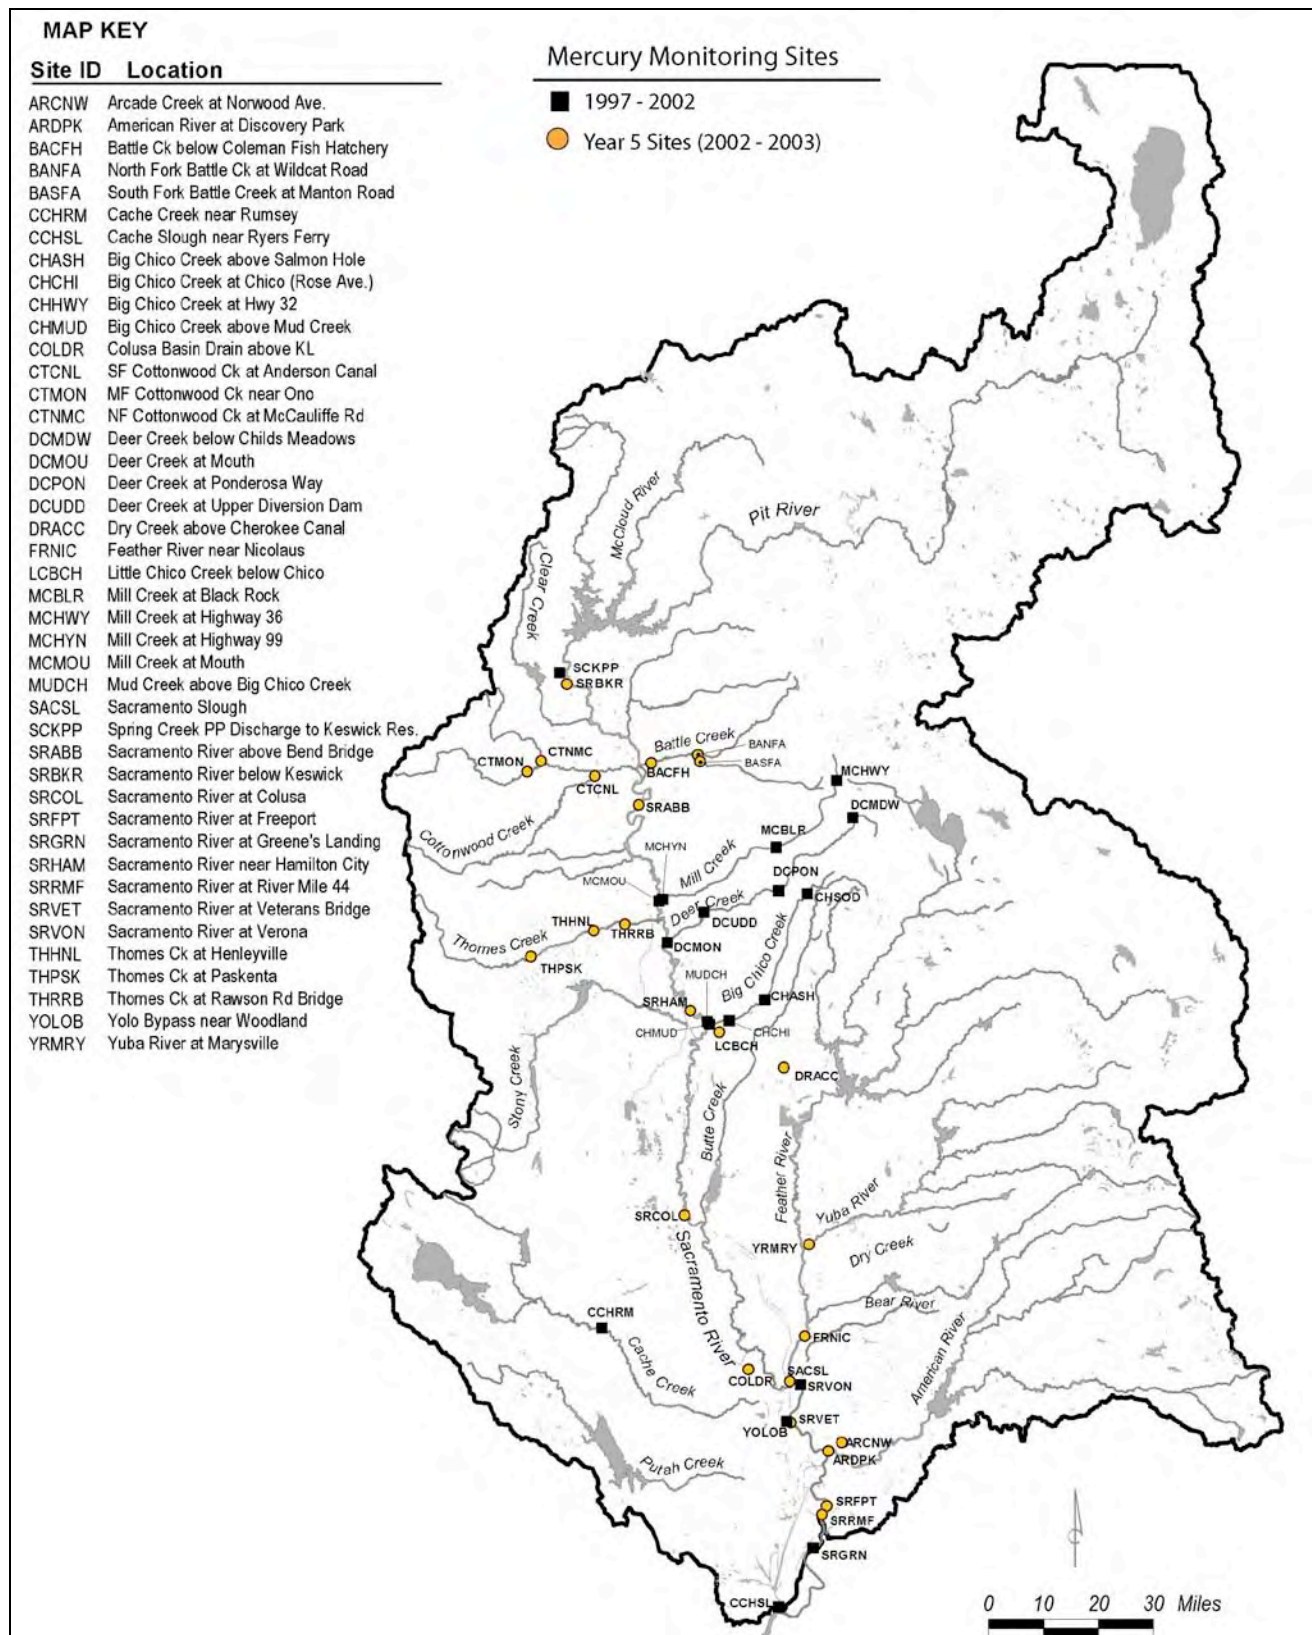 MAP KEY
Site ID Location
ARCNW Arcade Creek at Norwood Ave.
ARDPK American River at Discovery Park
BACFH Battle Ck below Coleman Fish Hatchery
BANFA North Fork Battle Ck at Wildcat Road
BASFA South Fork Battle Creek at Manton Road
CCHRM Cache Creek near Rumsey
CCHSL Cache Slough near Ryers Ferry
CHASH Big Chico Creek above Salmon Hole
CHCHI Big Chico Creek at Chico (Rose Ave.)
CHHWY Big Chico Creek at Hwy 32
CHMUD Big Chico Creek above Mud Creek
COLDR Colusa Basin Drain above KL
CTCNL SF Cottonwood Ck at Anderson Canal
CTMON MF Cottonwood Ck near Ono
CTNMC NF Cottonwood Ck at McCauliffe Rd
DCMDW Deer Creek below Childs Meadows
DCMOU Deer Creek at Mouth
DCPON Deer Creek at Ponderosa Way
DCUDD Deer Creek at Upper Diversion Dam
DRACC Dry Creek above Cherokee Canal
FRNIC Feather River near Nicolaus
LCBCH Little Chico Creek below Chico
MCBLR Mill Creek at Black Rock
MCHWY Mill Creek at Highway 36
MCHYN Mill Creek at Highway 99
MCMOU Mill Creek at Mouth
MUDCH Mud Creek above Big Chico Creek
SACSL Sacramento Slough
SCKPP Spring Creek PP Discharge to Keswick Res.
SRABB Sacramento River above Bend Bridge
SRBKR Sacramento River below Keswick
SRCOL Sacramento River at Colusa
SRFPT Sacramento River at Freeport
SRGRN Sacramento River at Greene's Landing
SRHAM Sacramento River near Hamilton City
SRRMF Sacramento River at River Mile 44
SRVET Sacramento River at Veterans Bridge
SRVON Sacramento River at Verona
THHNL Thomes Ck at Henleyville
THPSK Thomes Ck at Paskenta
THRRB Thomes Ck at Rawson Rd Bridge
YOLOB Yolo Bypass near Woodland
YRMRY Yuba River at Marysville
Mercury Monitoring Sites
1997 - 2002
Year 5 Sites (2002 - 2003)
McCloud River
Pit River
Clear Creek
SCKPP
SRBKR
Battle Creek
BANFA
BASFA
CTNMC
CTMON
CTCNL
BACFH
MCHWY
SRABB
DCMDW
Cottonwood Creek
MCBLR
MCHYN
Mill Creek
DCPON
MCMOU
CHSOD
Deer Creek
DCUDD
THHNL
THRRB
Thomes Creek
DCMON
THPSK
Big Chico Creek
MUDCH
CHASH
SRHAM
CHMUD
CHCHI
LCBCH
DRACC
Stony Creek
Butte Creek
Feather River
Yuba River
SRCOL
YRMRY
Dry Creek
Sacramento River
Bear River
CCHRM
FRNIC
Cache Creek
American River
SACSL
COLDR
SRVON
SRVET
YOLOB
ARCNW
ARDPK
Putah Creek
SRFPT
SRRMF
SRGRN
CCHSL
0 10 20 30 Miles